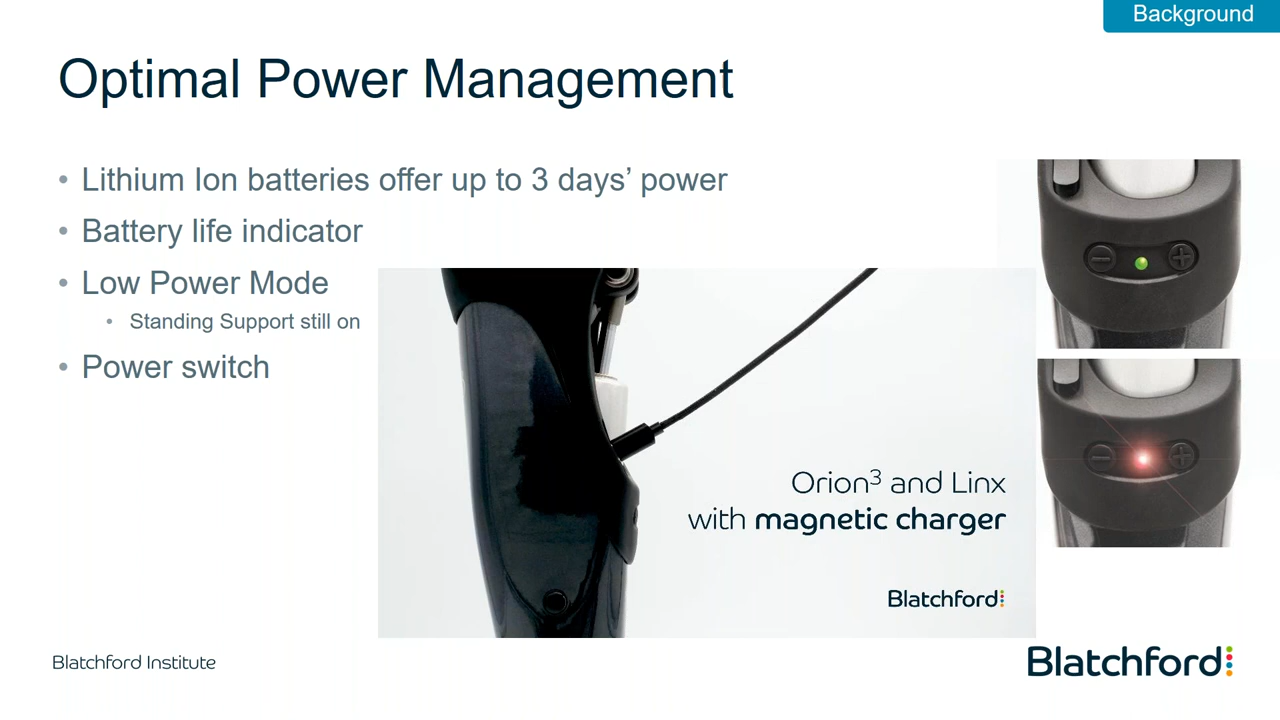 Background
Optimal Power Management
• Lithium Ion batteries offer up to 3 days’ power
• Battery life indicator
• Low Power Mode
• Standing Support still on
• Power switch
Orion³ and Linx
with magnetic charger
Blatchford
Blatchford Institute
Blatchford